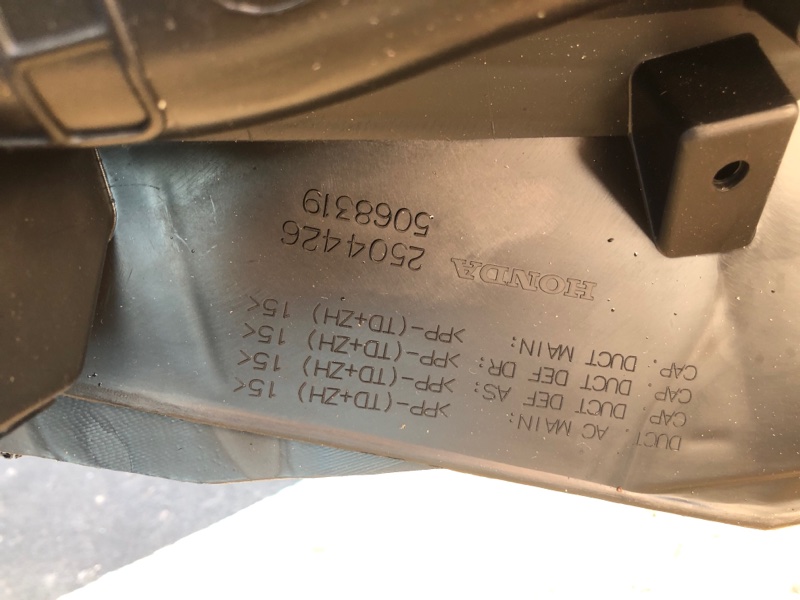 DUCT. AC MAIN: >PP-(TD+ZH) 15<
CAP. DUCT DEF AS: >PP-(TD+ZH) 15<
CAP. DUCT DEF DR: >PP-(TD+ZH) 15<
CAP. DUCT MAIN: >PP-(TD+ZH) 15<
HONDA 2504426
5068319